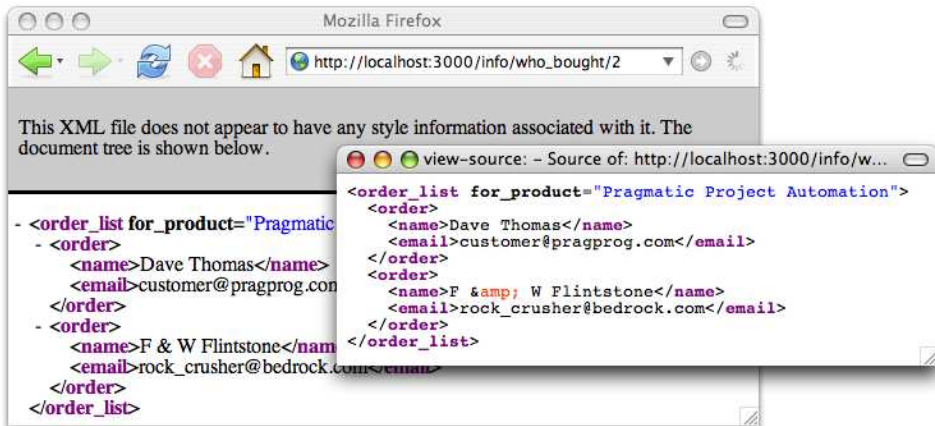 Mozilla Firefox
http://localhost:3000/info/who_bought/2
This XML file does not appear to have any style information associated with it. The
document tree is shown below.
- <order_list for_product="Pragmatic
- <order>
<name>Dave Thomas</name>
<email>customer@pragprog.com
</order>
- <order>
<name>F & W Flintstone</name
<email>rock_crusher@bedrock.com</email>
</order>
</order_list>
view-source: - Source of: http://localhost:3000/info/w...
<order_list for_product="Pragmatic Project Automation">
<order>
<name>Dave Thomas</name>
<email>customer@pragprog.com</email>
</order>
<order>
<name>F &amp; W Flintstone</name>
<email>rock_crusher@bedrock.com</email>
</order>
</order_list>